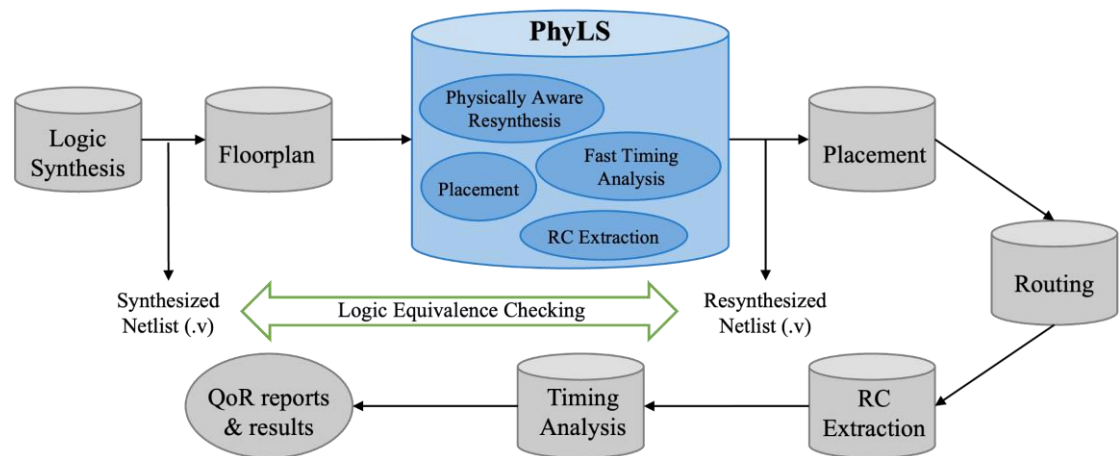 PhyLS
Physically Aware
Resynthesis
Fast Timing
Analysis
Placement
RC Extraction
Logic
Synthesis
Floorplan
Placement
Routing
Synthesized
Netlist (.v)
Logic Equivalence Checking
Resynthesized
Netlist (.v)
QoR reports
& results
Timing
Analysis
RC
Extraction